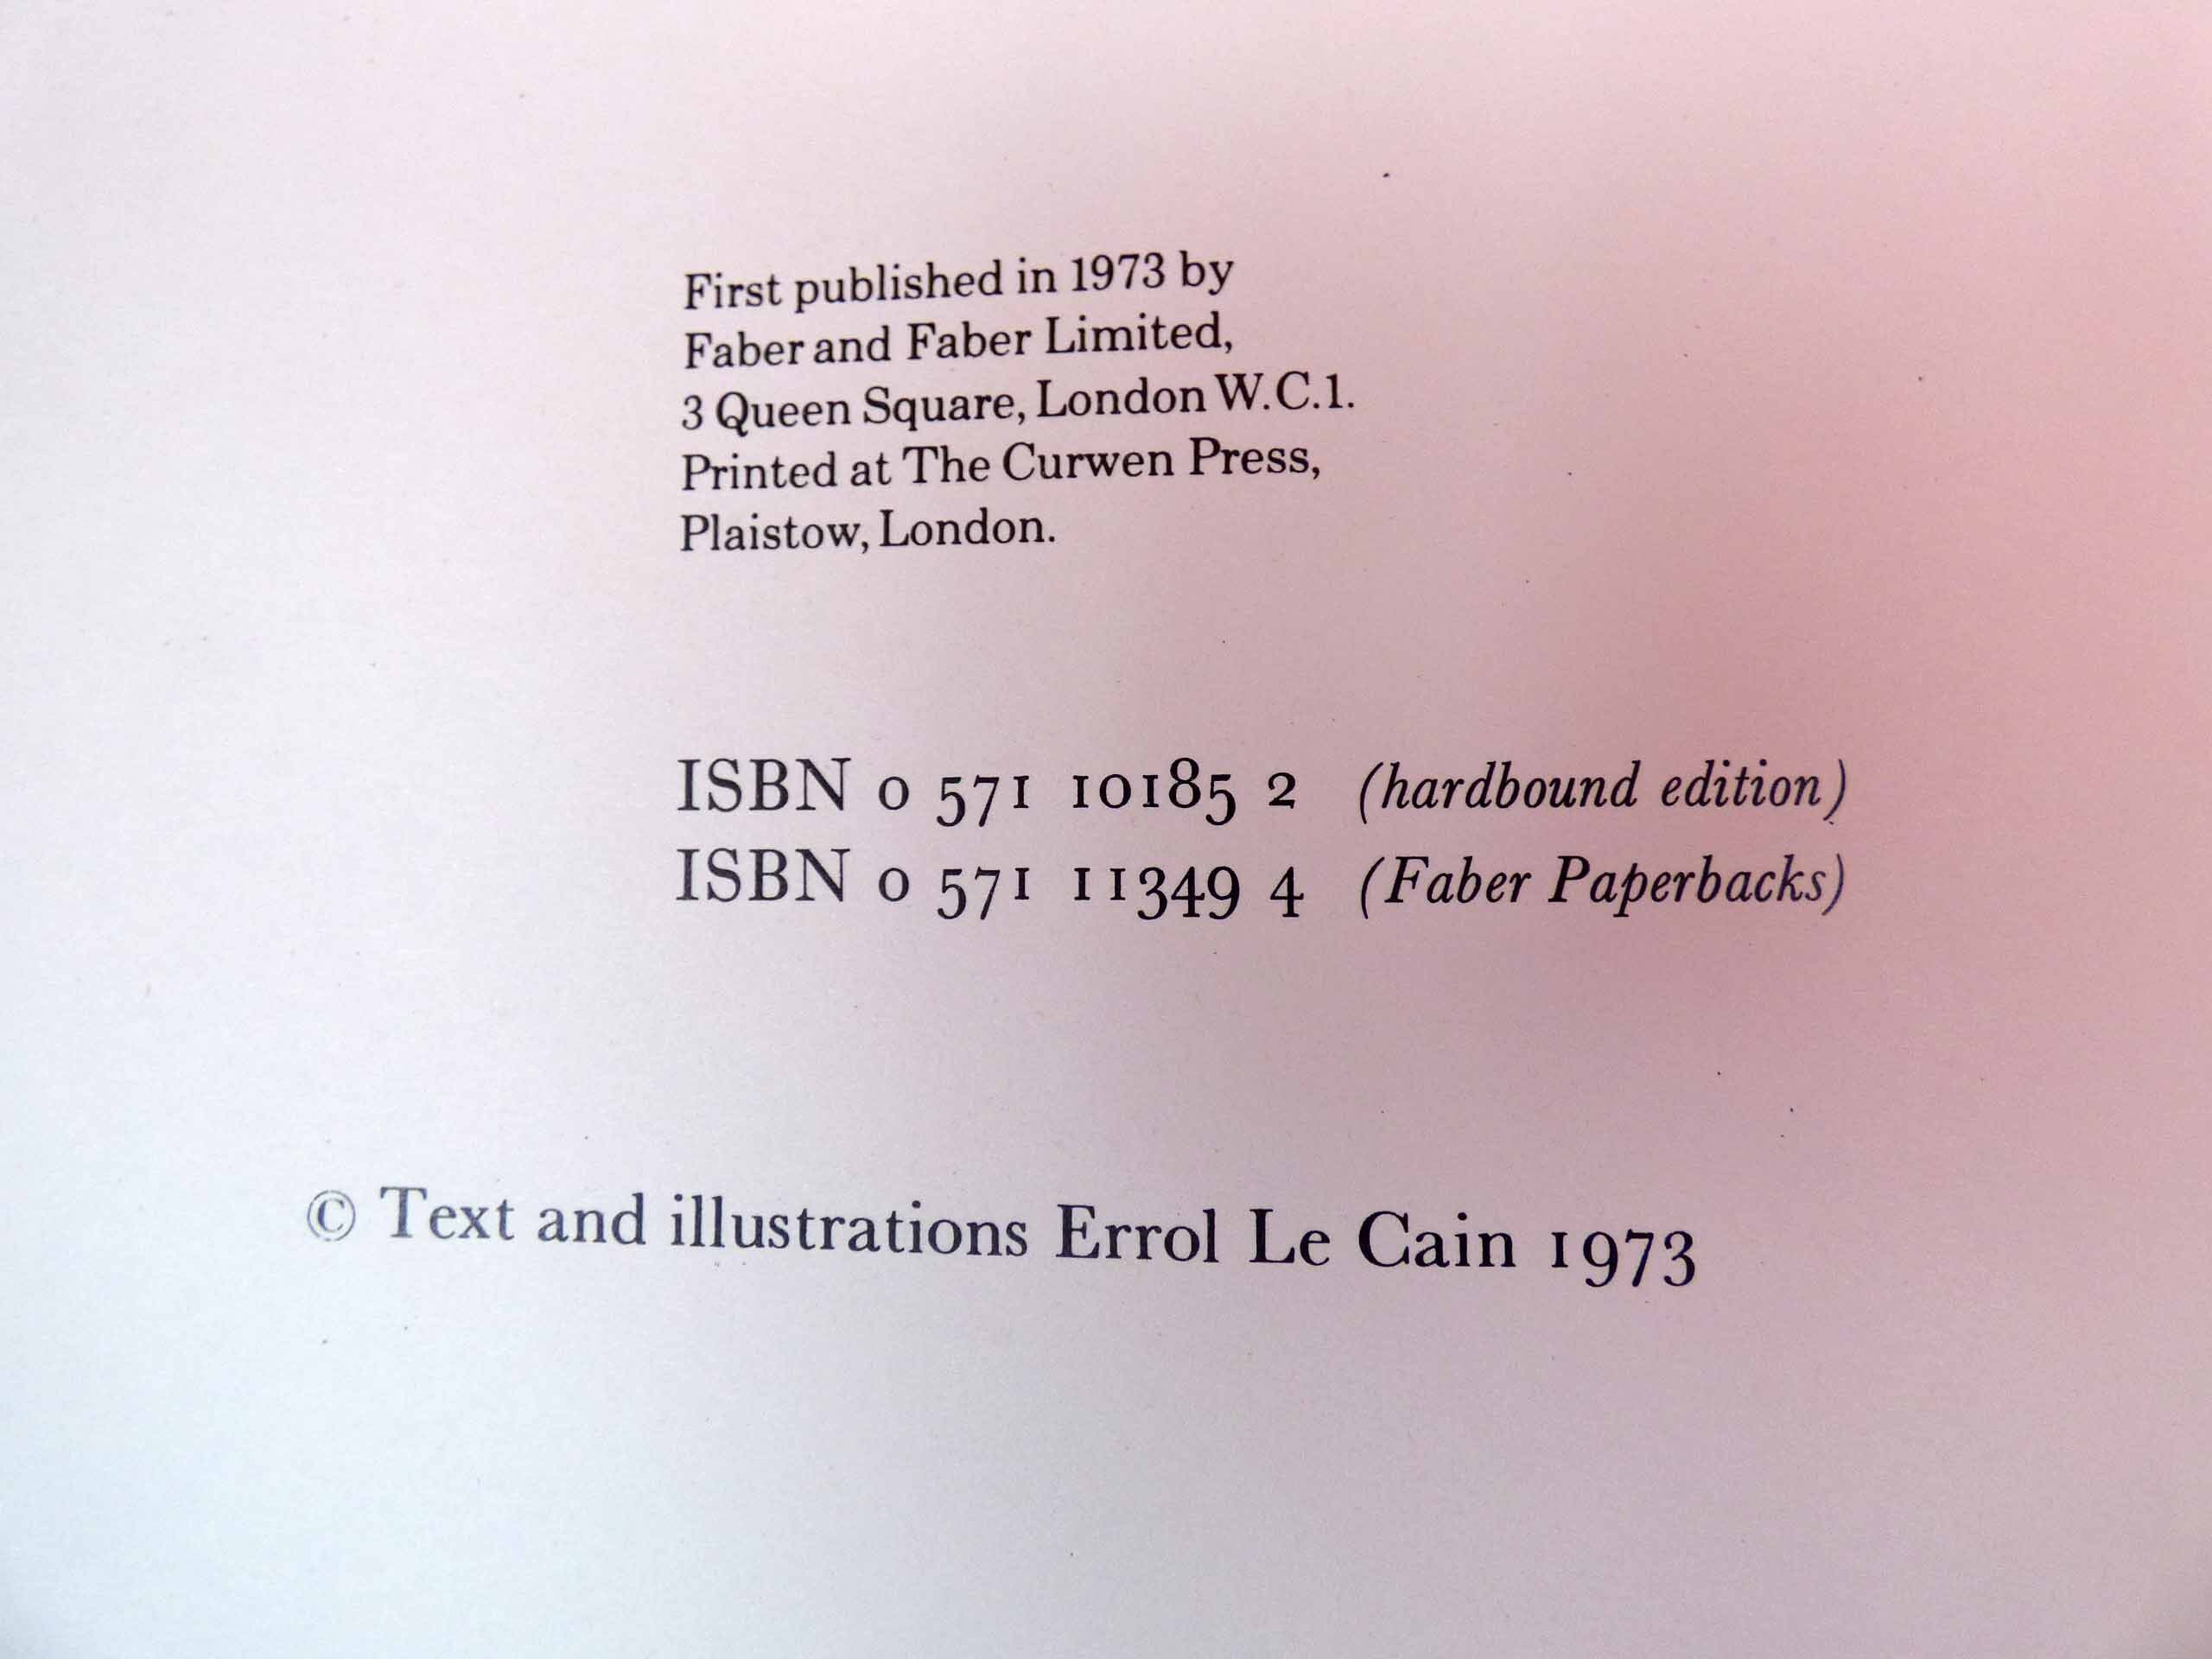 First published in 1973 by
Faber and Faber Limited,
3 Queen Square, London W.C.1.
Printed at The Curwen Press,
Plaistow, London.
ISBN 0 571 10185 2 (hardbound edition)
ISBN 0 571 11349 4 (Faber Paperbacks)
© Text and illustrations Errol Le Cain 1973